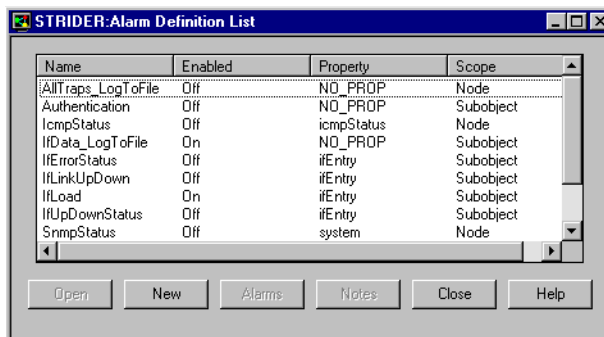 STRIDER:Alarm Definition List
Name Enabled Property Scope
AllTraps_LogToFile Off NO_PROP Node
Authentication Off NO_PROP Subobject
IcmpStatus Off icmpStatus Node
IfData_LogToFile On NO_PROP Subobject
IfErrorStatus Off ifEntry Subobject
IfLinkUpDown Off ifEntry Subobject
IfLoad On ifEntry Subobject
IfUpDownStatus Off ifEntry Subobject
SnmpStatus Off system Node
Open New Alarms Notes Close Help